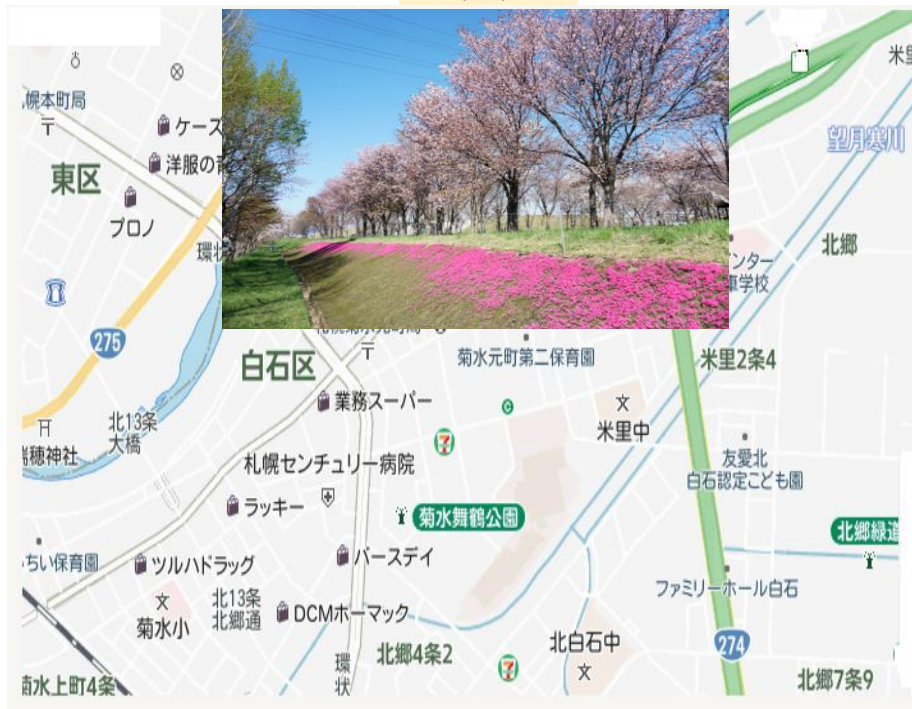 幌本町局
ケーズ
洋服の
東区
プロノ
環状
275
北13条
大橋
穂神社
白石区
菊水元町第二保育園
業務スーパー
札幌センチュリー病院
ラッキー
菊水舞鶴公園
バースデイ
ツルハドラッグ
ちい保育園
菊水小
北13条
北郷通
DCMホーマック
環状
北郷4条2
菊水上町4条
7
米里中
米里2条4
友愛北
白石認定こども園
北郷緑道
ファミリーホール白石
274
北白石中
7
北郷7条9
望月寒川
北郷
ンター
車学校
米里